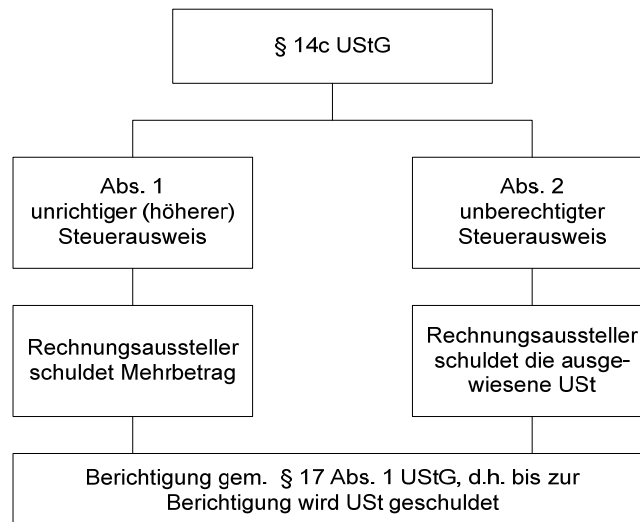 § 14c UStG
Abs. 1
unrichtiger (höherer)
Steuerausweis
Abs. 2
unberechtigter
Steuerausweis
Rechnungsaussteller
schuldet Mehrbetrag
Rechnungsaussteller
schuldet die ausge-
wiesene USt
Berichtigung gem. § 17 Abs. 1 UStG, d.h. bis zur
Berichtigung wird USt geschuldet